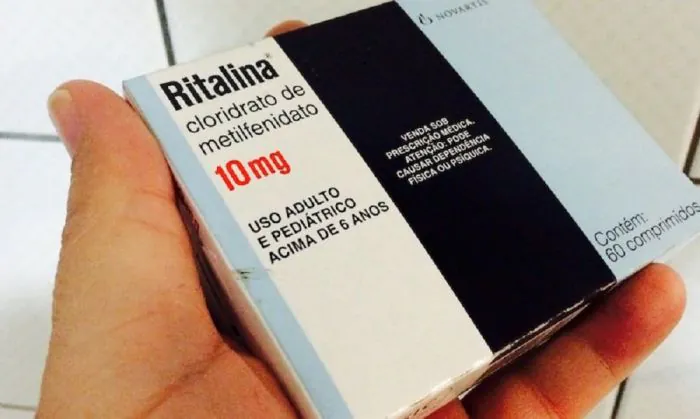 NOVARTIS
Ritalina®
cloridrato de
metilfenidato
10mg
USO ADULTO
E PEDIÁTRICO
ACIMA DE 6 ANOS
VENDA SOB
PRESCRIÇÃO MÉDICA.
ATENÇÃO: PODE
CAUSAR DEPENDÊNCIA
FÍSICA OU PSÍQUICA.
Contém:
60 comprimidos